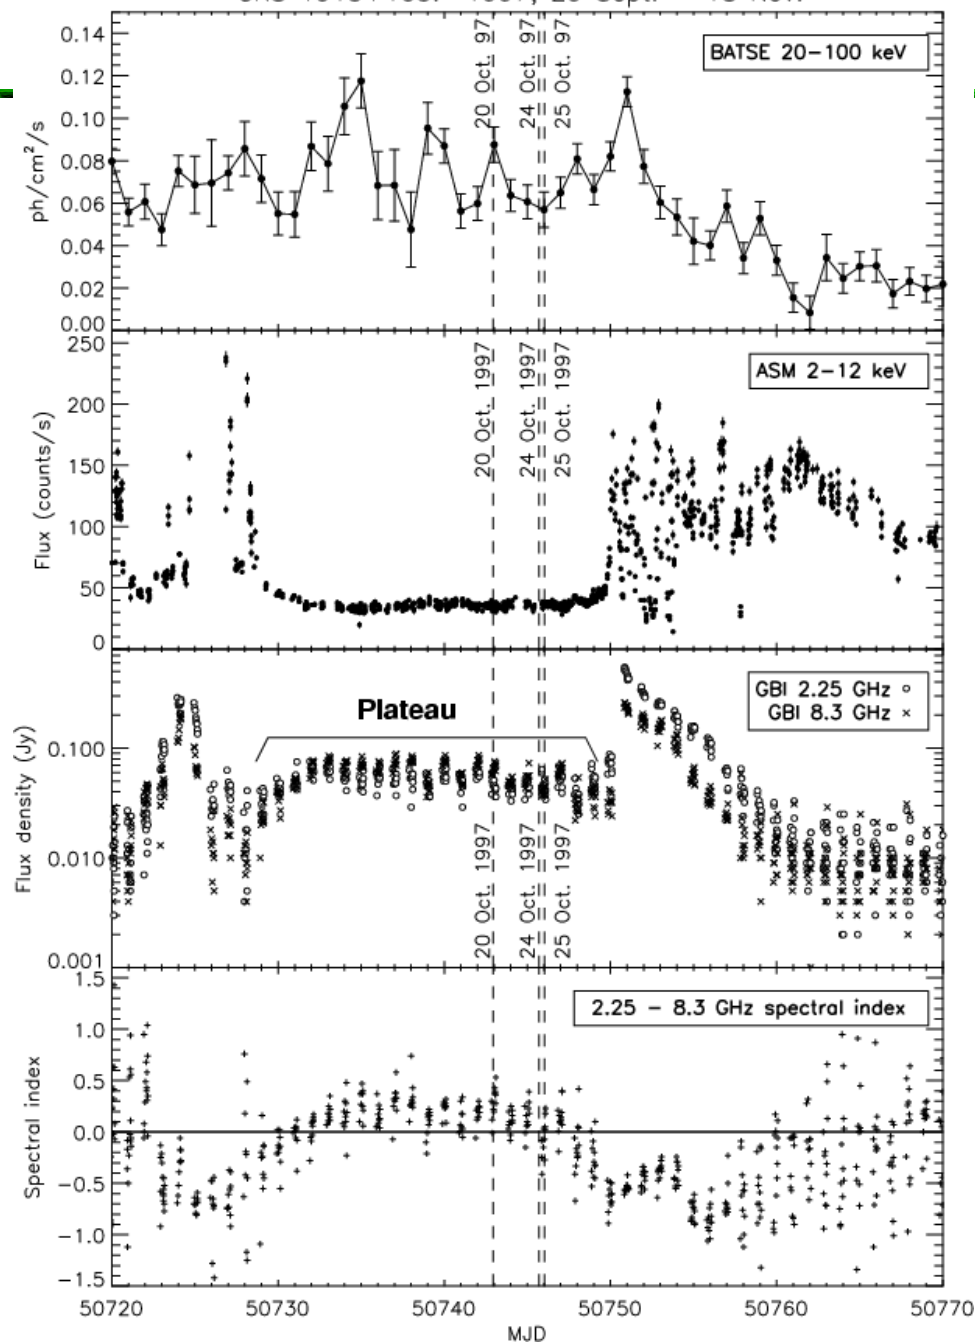 0.14
0.12
0.10
0.08
0.06
0.04
0.02
0.00
ph/cm²/s
20 Oct. 97
24 Oct. 97
25 Oct. 97
BATSE 20-100 keV
250
200
150
100
50
0
Flux (counts/s)
20 Oct. 1997
24 Oct. 1997
25 Oct. 1997
ASM 2-12 keV
0.100
0.010
0.001
Flux density (Jy)
Plateau
GBI 2.25 GHz
GBI 8.3 GHz
20 Oct. 1997
24 Oct. 1997
25 Oct. 1997
1.5
1.0
0.5
0.0
-0.5
-1.0
-1.5
Spectral index
2.25 - 8.3 GHz spectral index
50720 50730 50740 50750 50760 50770
MJD